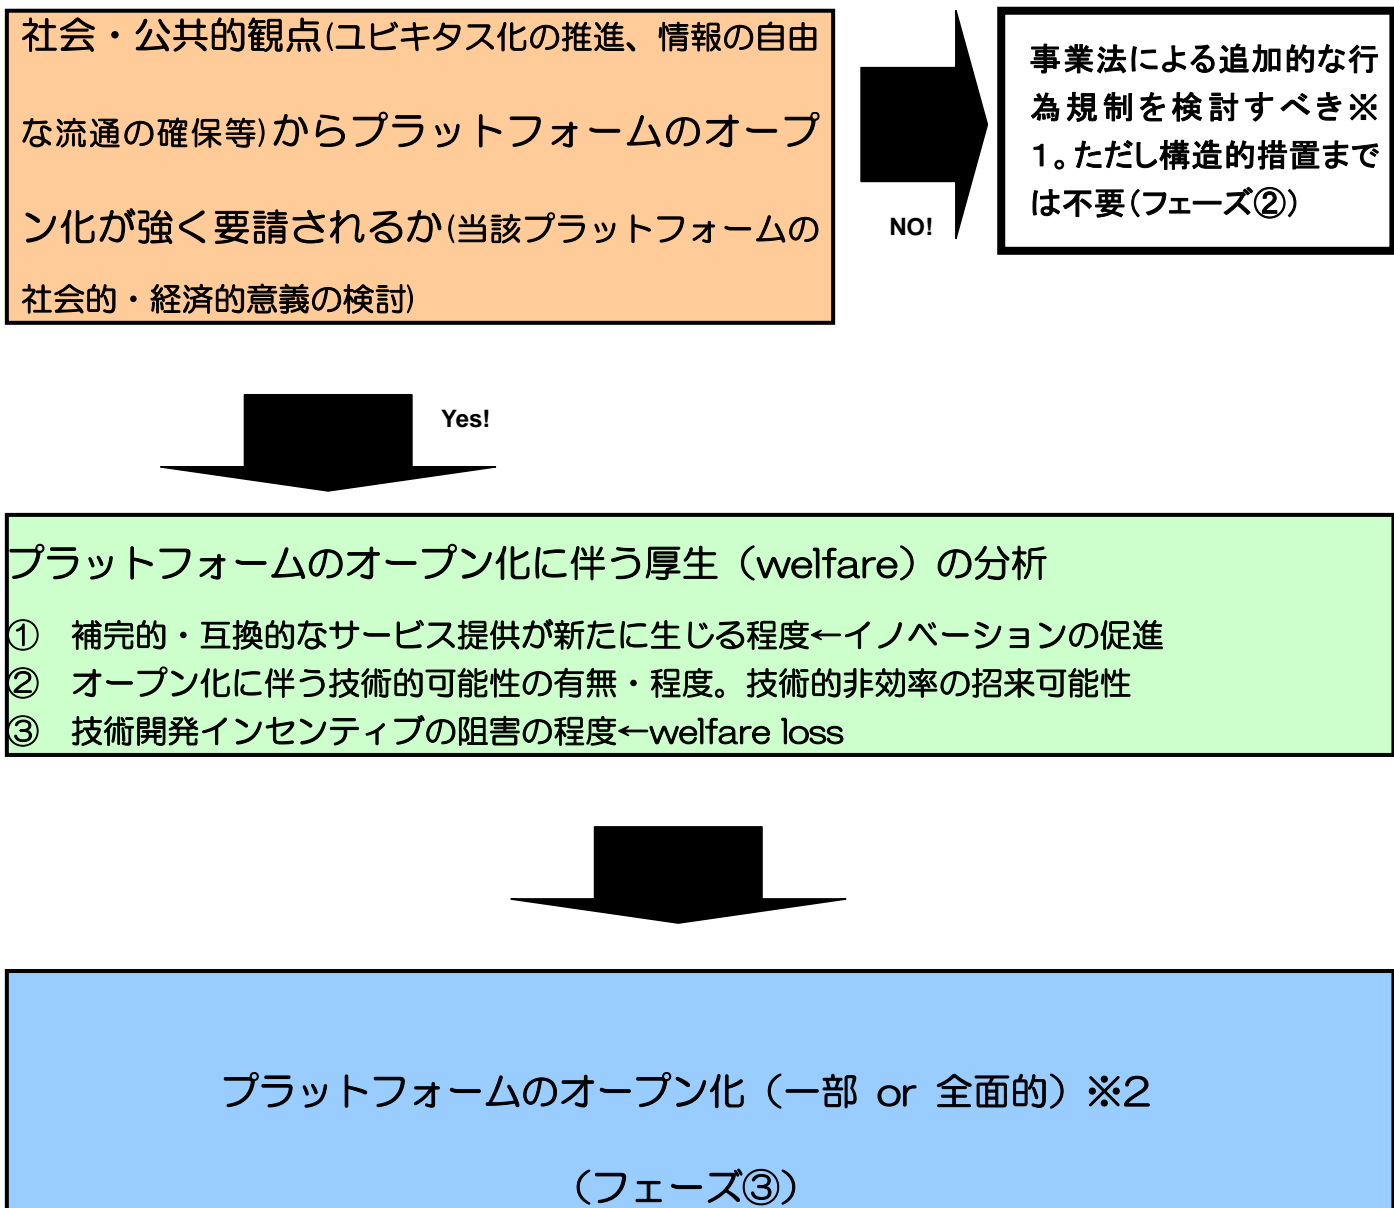 社会・公共的観点(ユビキタス化の推進、情報の自由
な流通の確保等)からプラットフォームのオープ
ン化が強く要請されるか(当該プラットフォームの
社会的・経済的意義の検討)
NO!
事業法による追加的な行
為規制を検討すべき※
１。ただし構造的措置まで
は不要(フェーズ②)
Yes!
プラットフォームのオープン化に伴う厚生（welfare）の分析
①　補完的・互換的なサービス提供が新たに生じる程度←イノベーションの促進
②　オープン化に伴う技術的可能性の有無・程度。技術的非効率の招来可能性
③　技術開発インセンティブの阻害の程度←welfare loss
プラットフォームのオープン化（一部 or 全面的）※2
（フェーズ③）